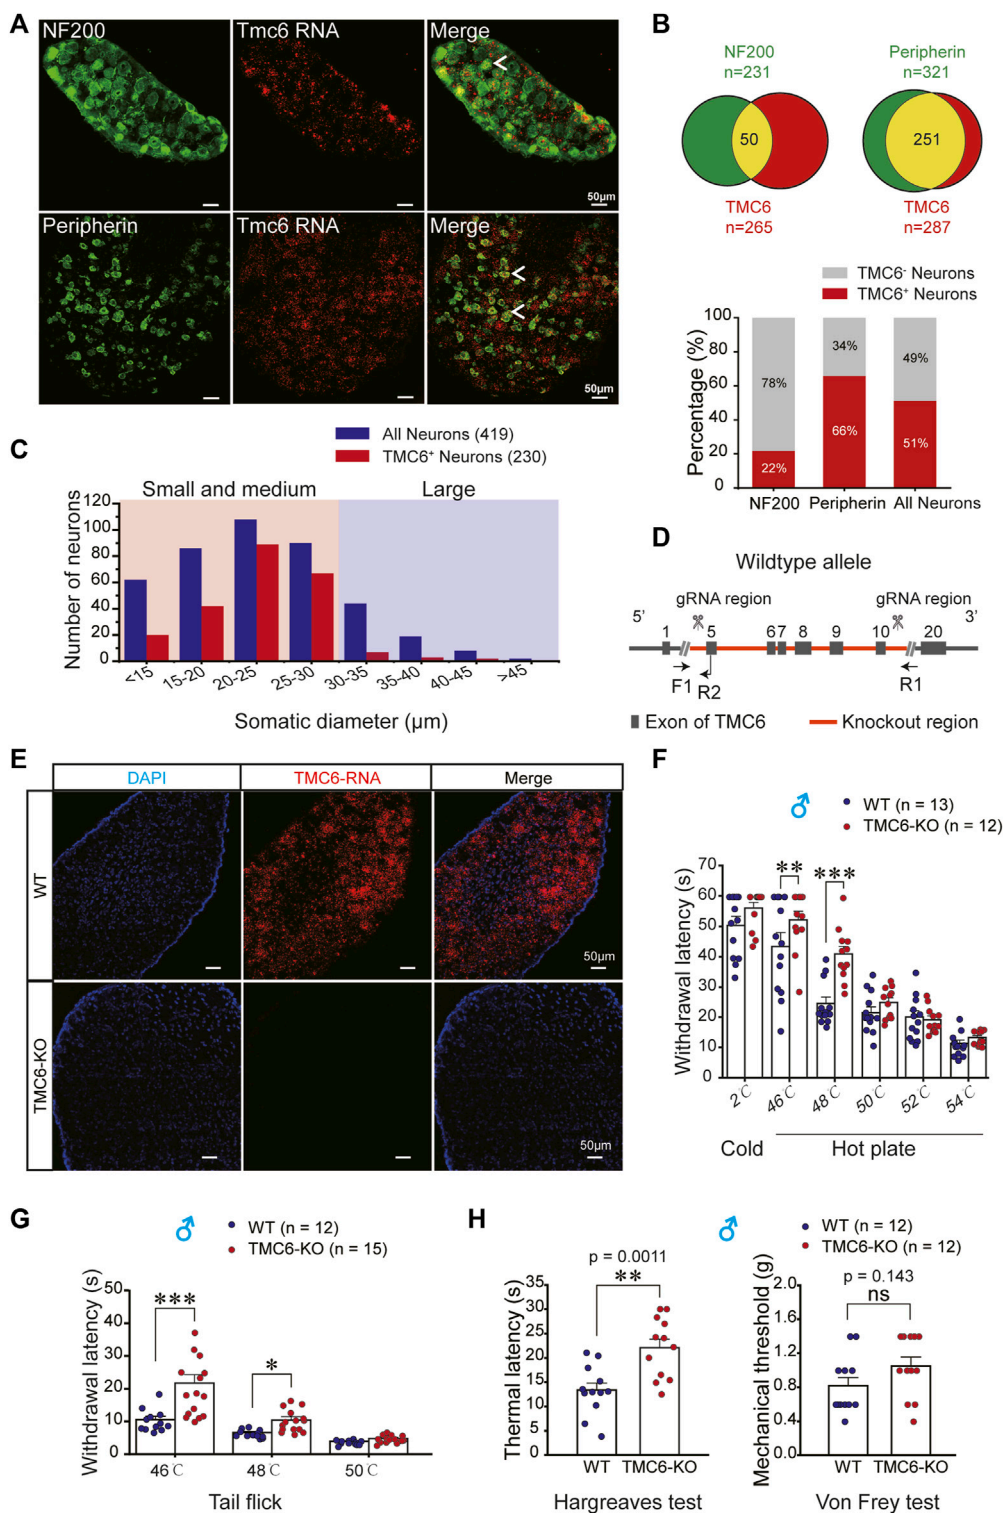 A
NF200
Tmc6 RNA
Merge
50μm
Peripherin
Tmc6 RNA
Merge
50μm
B
NF200
n=231
Peripherin
n=321
50
251
TMC6
n=265
TMC6
n=287
TMC6⁻ Neurons
TMC6⁺ Neurons
Percentage (%)
100
80
60
40
20
0
78%
22%
34%
66%
49%
51%
NF200
Peripherin
All Neurons
C
All Neurons (419)
TMC6⁺ Neurons (230)
Small and medium
Large
Number of neurons
120
100
80
60
40
20
0
<15
15-20
20-25
25-30
30-35
35-40
40-45
>45
Somatic diameter (μm)
D
Wildtype allele
gRNA region
gRNA region
5’
1
5
6
7
8
9
10
20
3’
F1
R2
R1
Exon of TMC6
Knockout region
E
DAPI
TMC6-RNA
Merge
WT
50μm
TMC6-KO
50μm
F
♂
WT (n = 13)
TMC6-KO (n = 12)
Withdrawal latency (s)
70
60
50
40
30
20
10
0
**
***
2℃
46℃
48℃
50℃
52℃
54℃
Cold
Hot plate
G
♂
WT (n = 12)
TMC6-KO (n = 15)
Withdrawal latency (s)
50
40
30
20
10
0
***
*
46℃
48℃
50℃
Tail flick
H
♂
WT (n = 12)
TMC6-KO (n = 12)
Thermal latency (s)
35
30
25
20
15
10
5
0
p = 0.0011
**
WT
TMC6-KO
Hargreaves test
Mechanical threshold (g)
2.0
1.6
1.2
0.8
0.4
0.0
p = 0.143
ns
WT
TMC6-KO
Von Frey test